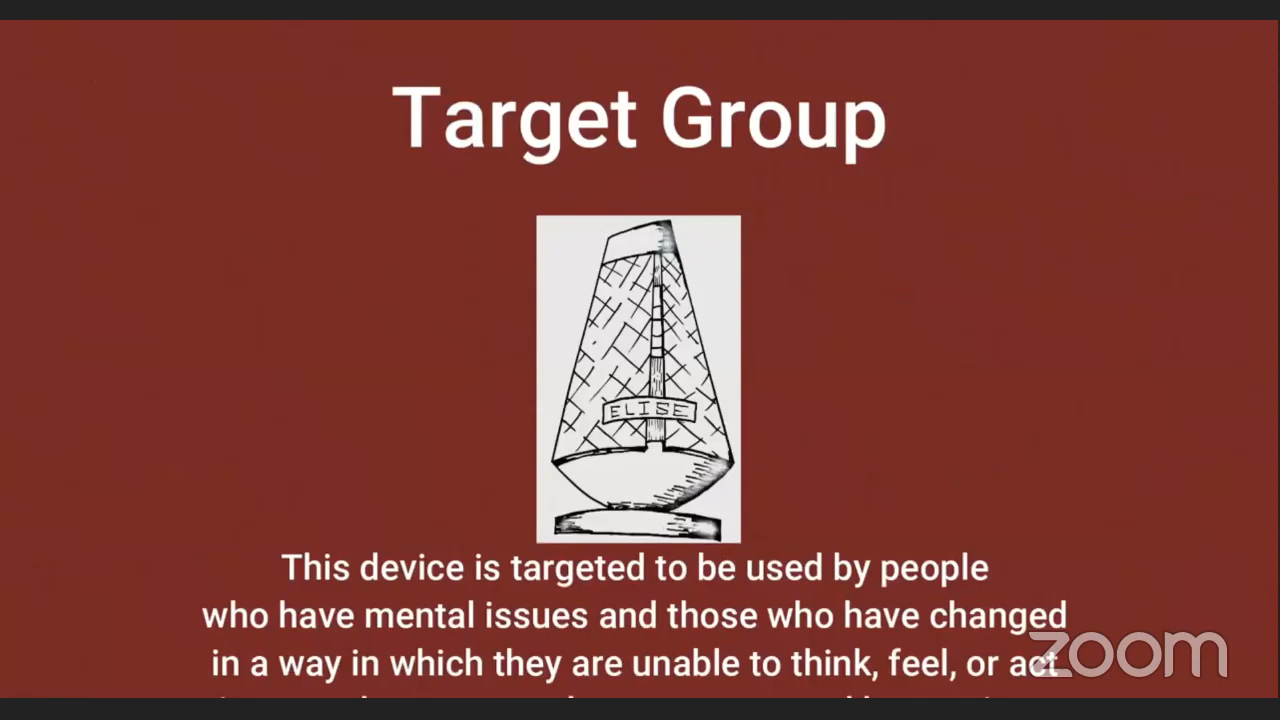 Target Group
ELISE
This device is targeted to be used by people
who have mental issues and those who have changed
in a way in which they are unable to think, feel, or act
zoom